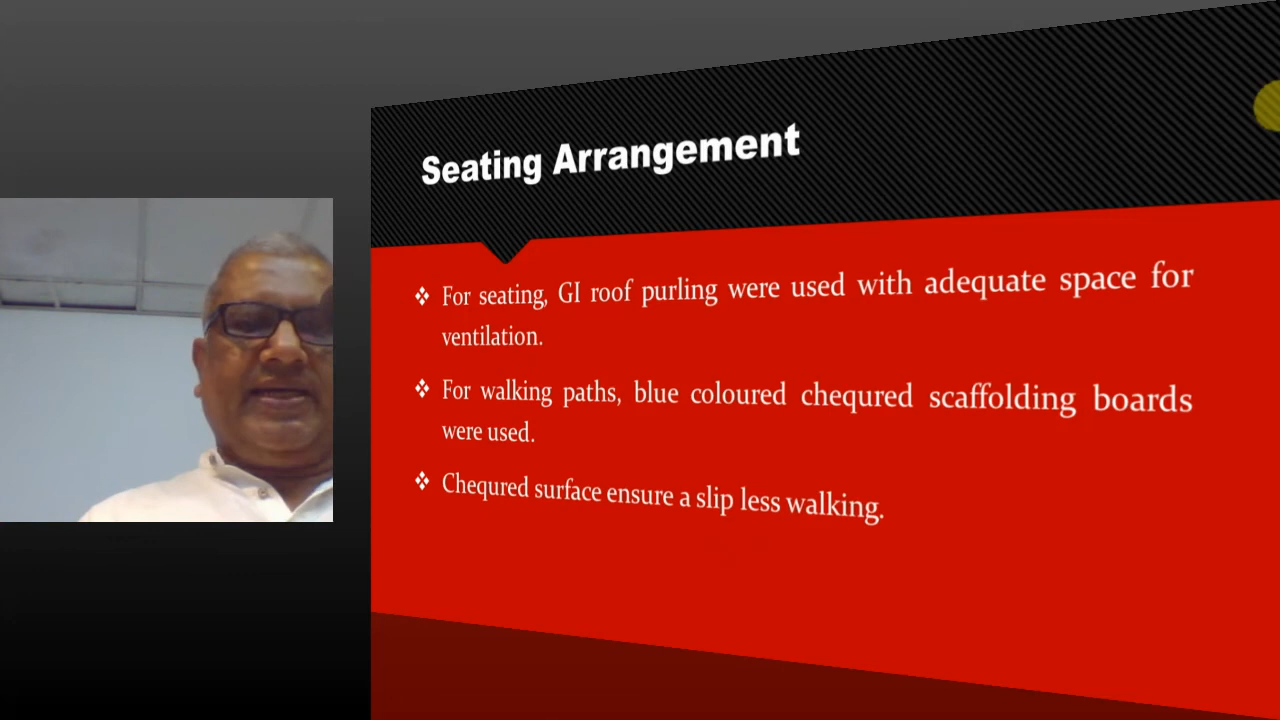 Seating Arrangement
❖ For seating, GI roof purling were used with adequate space for
ventilation.
❖ For walking paths, blue coloured chequred scaffolding boards
were used.
❖ Chequred surface ensure a slip less walking.